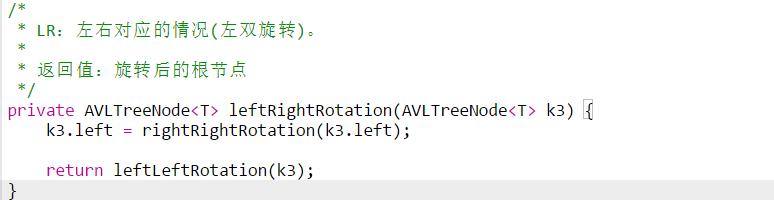 /*
 * LR：左右对应的情况(左双旋转)。
 *
 * 返回值：旋转后的根节点
 */
private AVLTreeNode<T> leftRightRotation(AVLTreeNode<T> k3) {
    k3.left = rightRightRotation(k3.left);

    return leftLeftRotation(k3);
}